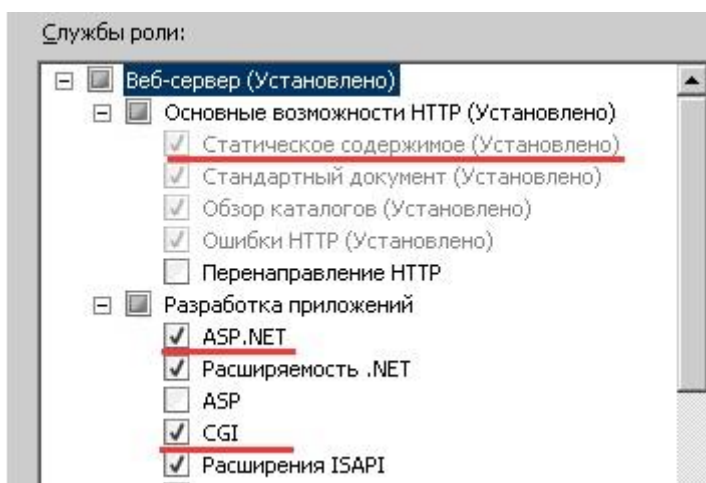 Службы роли:
Веб-сервер (Установлено)
Основные возможности HTTP (Установлено)
Статическое содержимое (Установлено)
Стандартный документ (Установлено)
Обзор каталогов (Установлено)
Ошибки HTTP (Установлено)
Перенаправление HTTP
Разработка приложений
ASP.NET
Расширяемость .NET
ASP
CGI
Расширения ISAPI